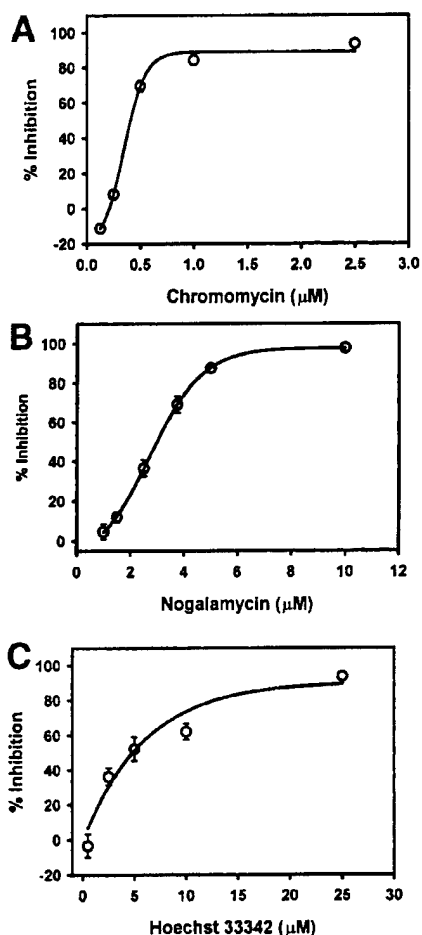 A
100
80
60
40
20
0
-20
% Inhibition
0.0 0.5 1.0 1.5 2.0 2.5 3.0
Chromomycin (µM)
B
100
80
60
40
20
0
% Inhibition
0 2 4 6 8 10 12
Nogalamycin (µM)
C
100
80
60
40
20
0
-20
% Inhibition
0 5 10 15 20 25 30
Hoechst 33342 (µM)